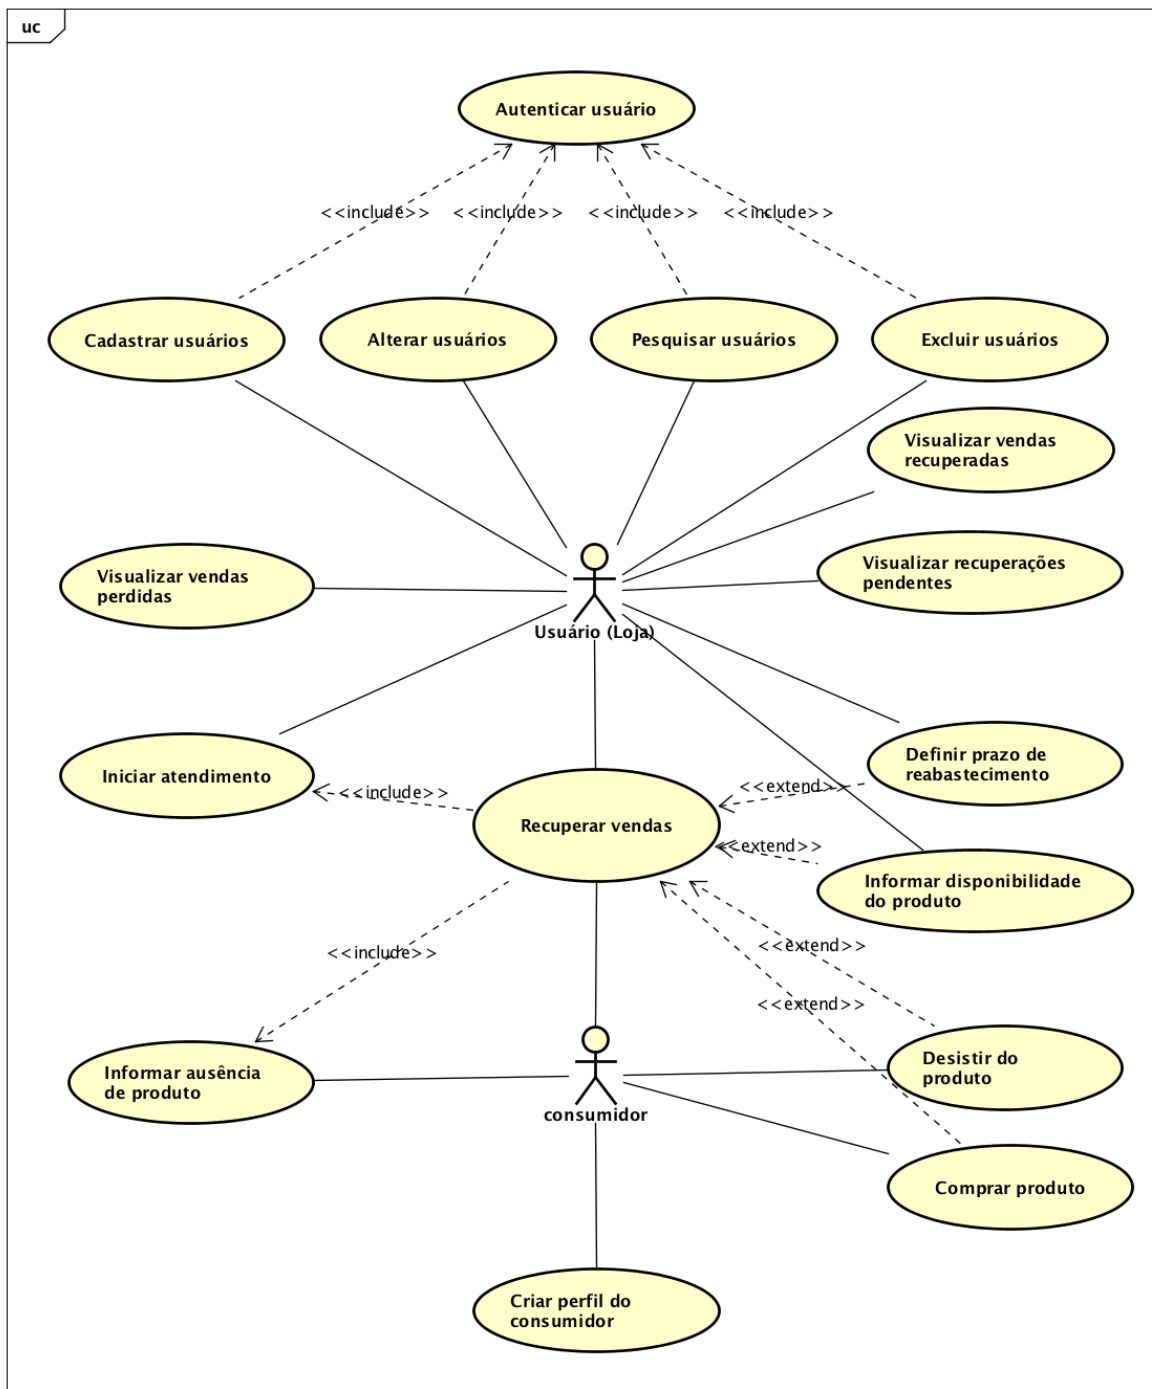 uc
Autenticar usuário
<<include>>
<<include>>
<<include>>
<<include>>
Cadastrar usuários
Alterar usuários
Pesquisar usuários
Excluir usuários
Visualizar vendas
recuperadas
Visualizar vendas
perdidas
Visualizar recuperações
pendentes
Usuário (Loja)
Iniciar atendimento
<<include>>
Recuperar vendas
<<extend>>
Definir prazo de
reabastecimento
<<extend>>
Informar disponibilidade
do produto
<<include>>
<<extend>>
<<extend>>
Informar ausência
de produto
consumidor
Desistir do
produto
Comprar produto
Criar perfil do
consumidor